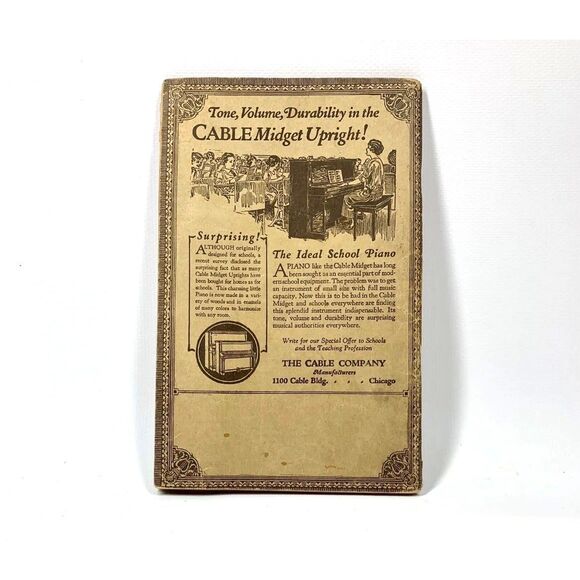 Tone, Volume, Durability in the
CABLE Midget Upright!
Surprising!
ALTHOUGH originally
designed for schools, a
recent survey disclosed the
surprising fact that as many
Cable Midget Uprights have
been bought for homes as for
schools. This charming little
Piano is now made in a vari-
ety of woods and in enamels
of many colors to harmonize
with any room.
The Ideal School Piano
A PIANO like the Cable Midget has long
been sought as an essential part of mod-
ern school equipment. The problem was to get
an instrument of small size with full music
capacity. Now this is to be had in the Cable
Midget and schools everywhere are finding
this splendid instrument indispensable. Its
tone, volume and durability are surprising
musical authorities everywhere.
Write for our Special Offer to Schools
and the Teaching Profession
THE CABLE COMPANY
Manufacturers
1100 Cable Bldg. . . . Chicago